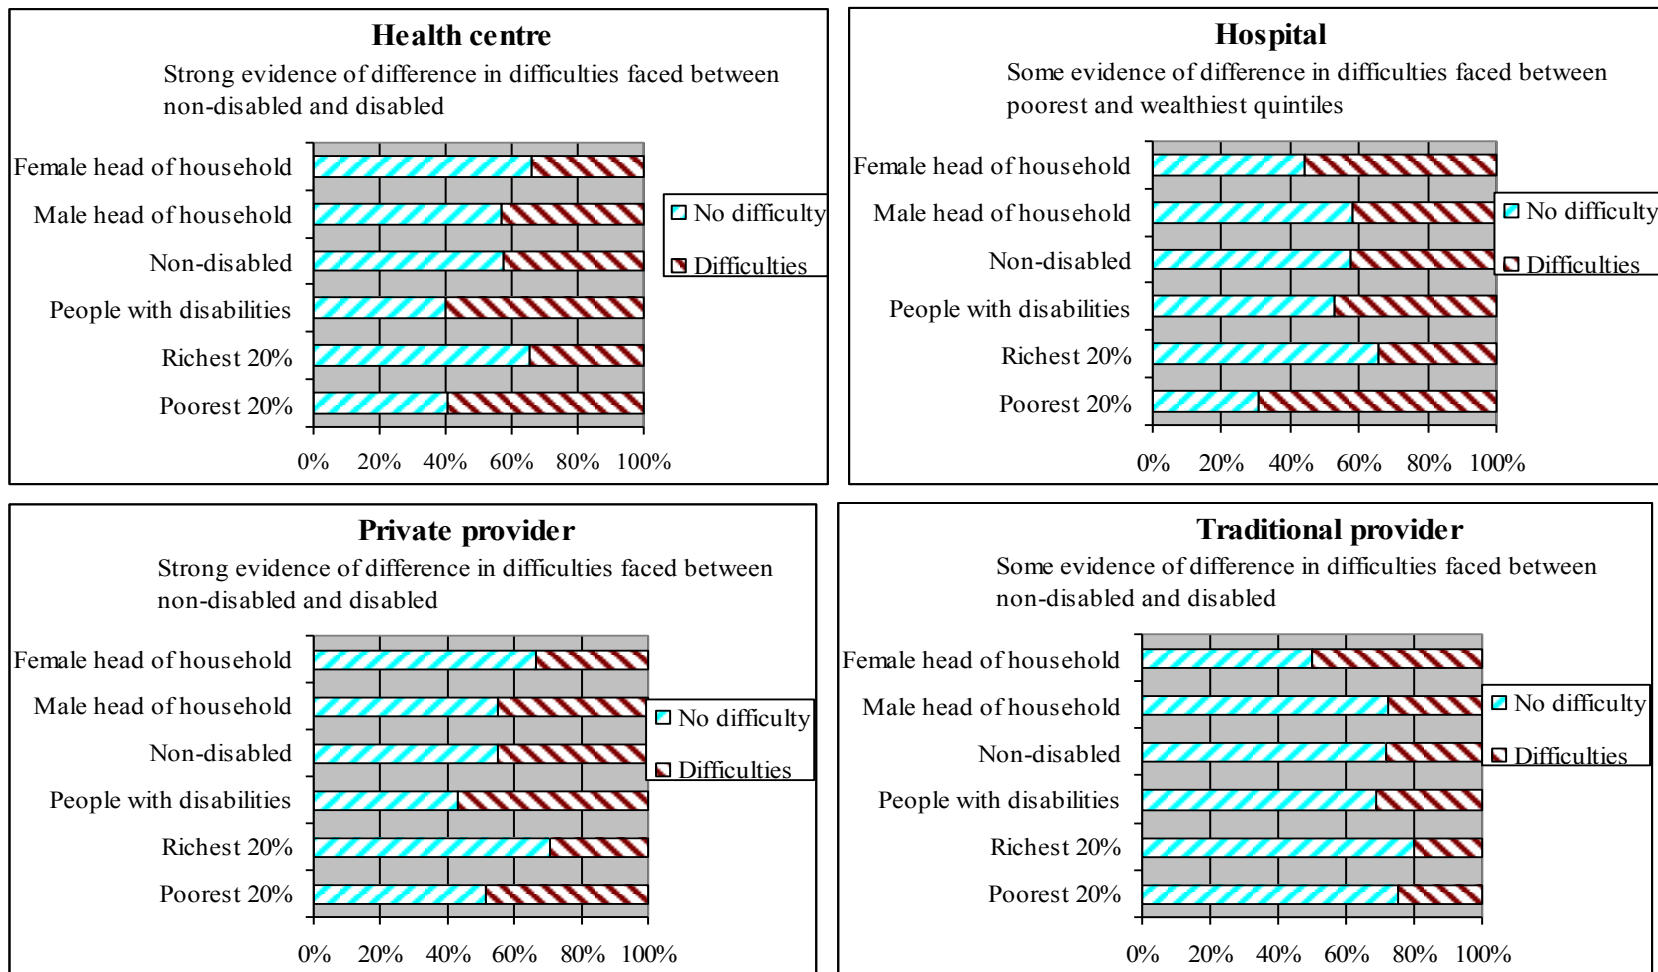 Health centre
Strong evidence of difference in difficulties faced between
non-disabled and disabled
Female head of household
Male head of household
Non-disabled
People with disabilities
Richest 20%
Poorest 20%
0% 20% 40% 60% 80% 100%
No difficulty
Difficulties
Hospital
Some evidence of difference in difficulties faced between
poorest and wealthiest quintiles
Female head of household
Male head of household
Non-disabled
People with disabilities
Richest 20%
Poorest 20%
0% 20% 40% 60% 80% 100%
No difficulty
Difficulties
Private provider
Strong evidence of difference in difficulties faced between
non-disabled and disabled
Female head of household
Male head of household
Non-disabled
People with disabilities
Richest 20%
Poorest 20%
0% 20% 40% 60% 80% 100%
No difficulty
Difficulties
Traditional provider
Some evidence of difference in difficulties faced between
non-disabled and disabled
Female head of household
Male head of household
Non-disabled
People with disabilities
Richest 20%
Poorest 20%
0% 20% 40% 60% 80% 100%
No difficulty
Difficulties